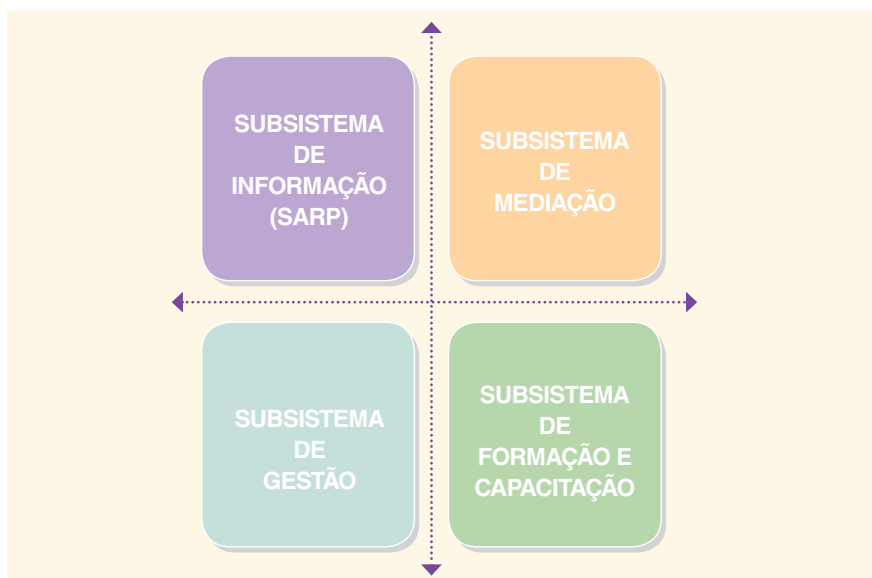 SUBSISTEMA
DE
INFORMAÇÃO
(SARP)
SUBSISTEMA
DE
MEDIAÇÃO
SUBSISTEMA
DE
GESTÃO
SUBSISTEMA
DE
FORMAÇÃO E
CAPACITAÇÃO